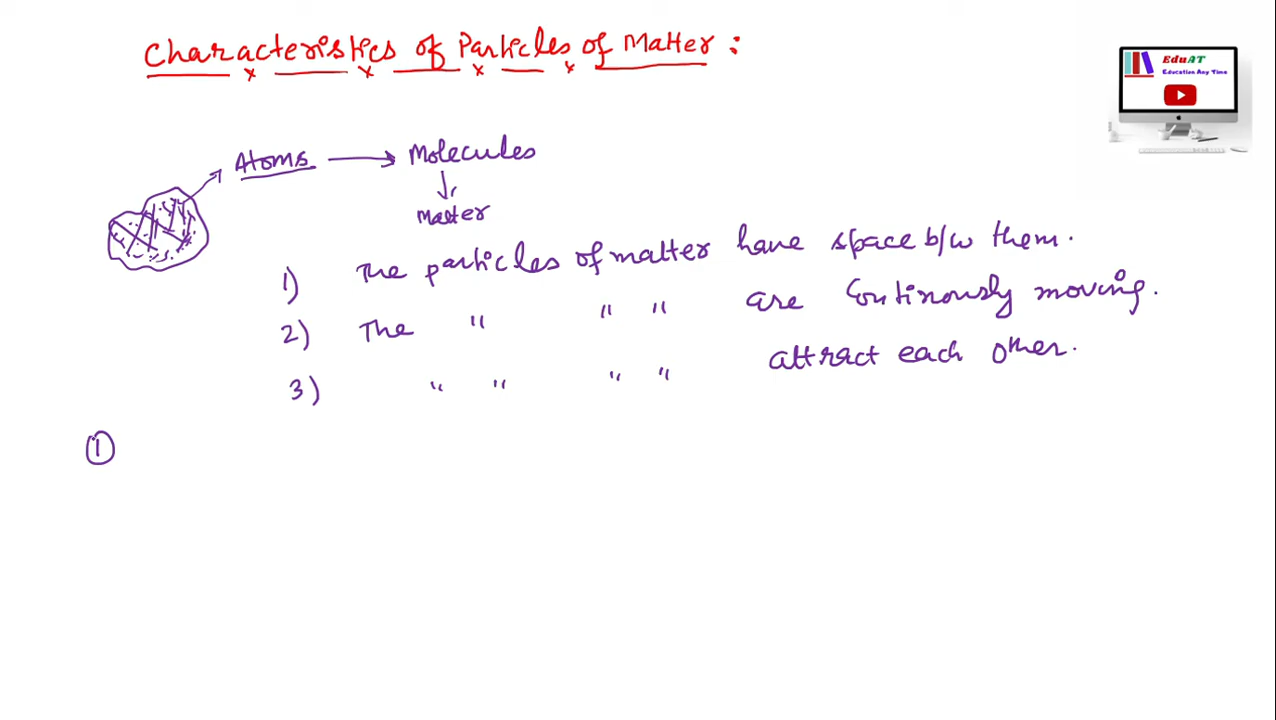 Characteristics of Particles of Matter :
EduAT
Education Any Time
Atoms → Molecules
Matter
1) The particles of matter have space b/w them.
2) The " " " are Continously moving.
3) " " " " attract each other.
①